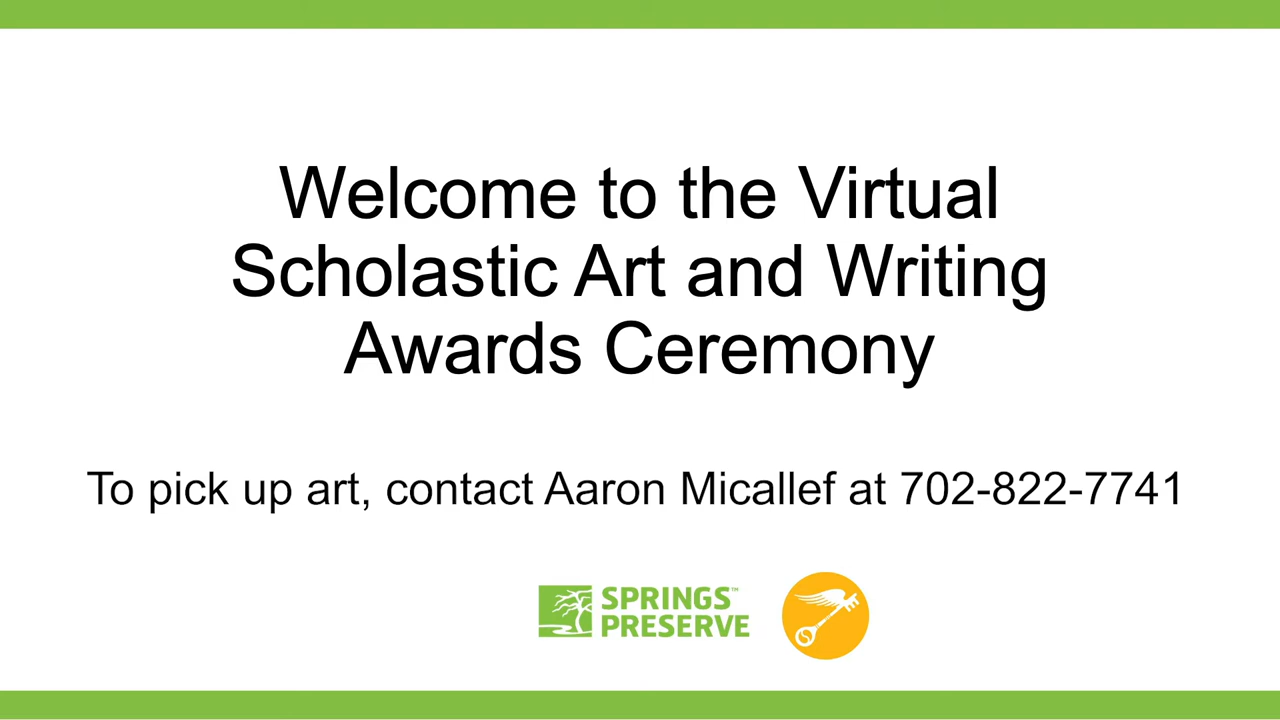 Welcome to the Virtual
Scholastic Art and Writing
Awards Ceremony
To pick up art, contact Aaron Micallef at 702-822-7741
SPRINGS™
PRESERVE